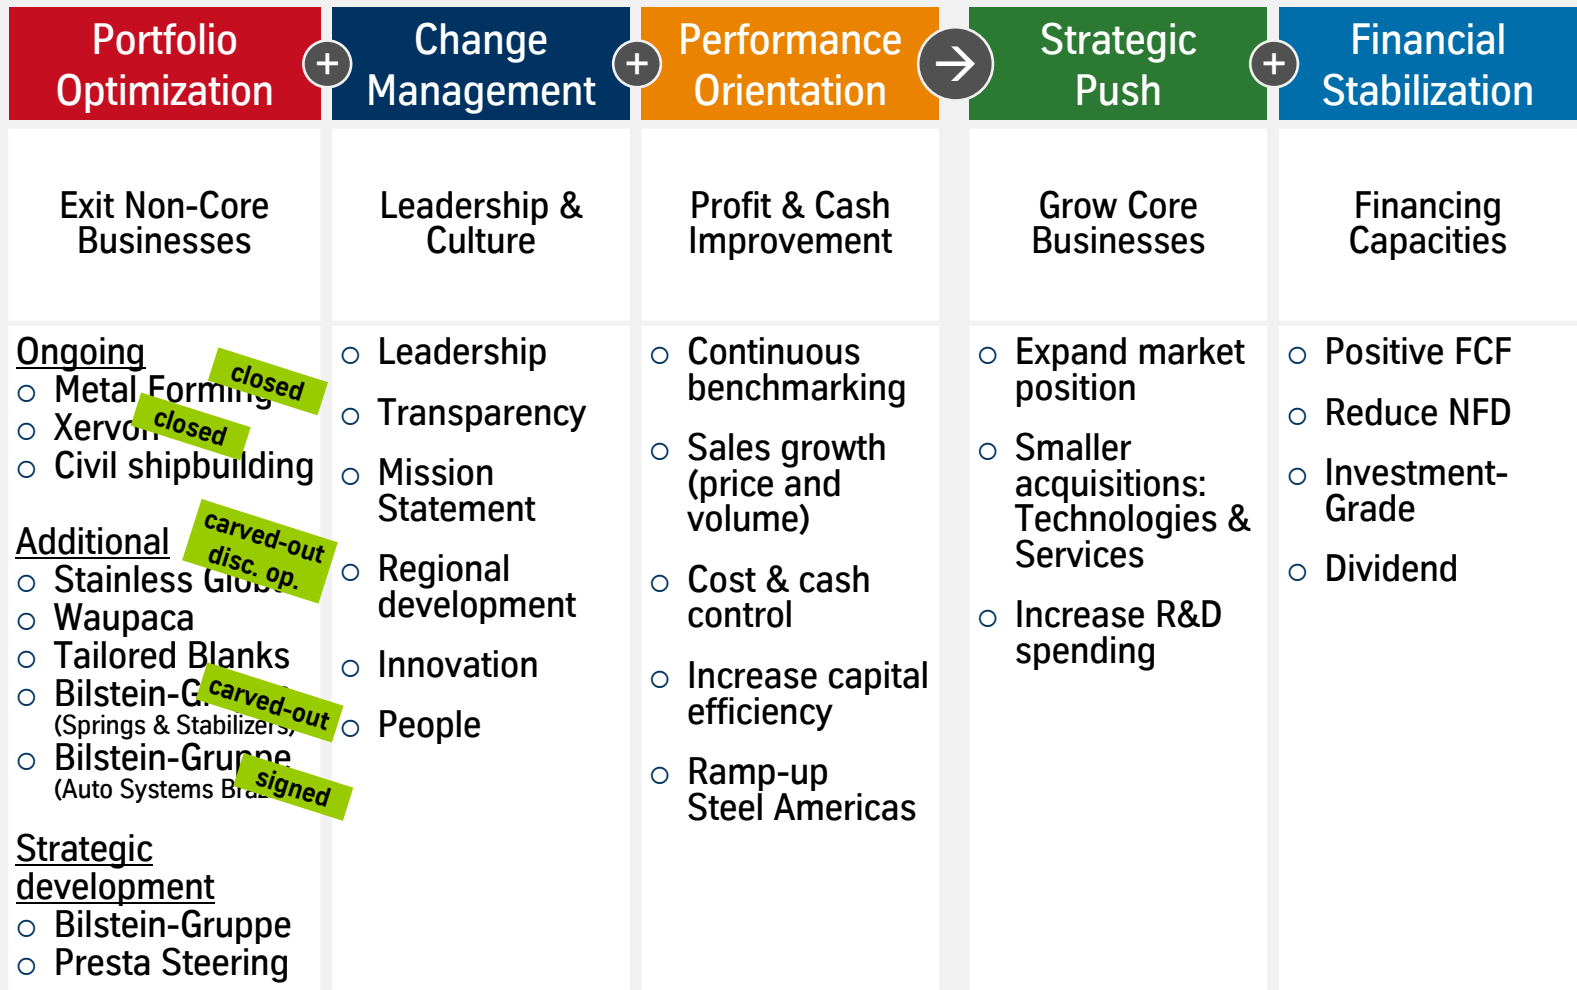 Portfolio
Optimization
+
Change
Management
+
Performance
Orientation
→
Strategic
Push
+
Financial
Stabilization
Exit Non-Core
Businesses
Leadership &
Culture
Profit & Cash
Improvement
Grow Core
Businesses
Financing
Capacities
Ongoing
Metal Forming
closed
Xervon
closed
Civil shipbuilding
Additional
carved-out
disc. op.
Stainless
Waupaca
Tailored Blanks
carved-out
(Springs & Stabilizers)
Bilstein-Gruppe
(Auto Systems
signed
Strategic
development
Bilstein-Gruppe
Presta Steering
Leadership
Transparency
Mission
Statement
Regional
development
Innovation
People
Continuous
benchmarking
Sales growth
(price and
volume)
Cost & cash
control
Increase capital
efficiency
Ramp-up
Steel Americas
Expand market
position
Smaller
acquisitions:
Technologies &
Services
Increase R&D
spending
Positive FCF
Reduce NFD
Investment-
Grade
Dividend